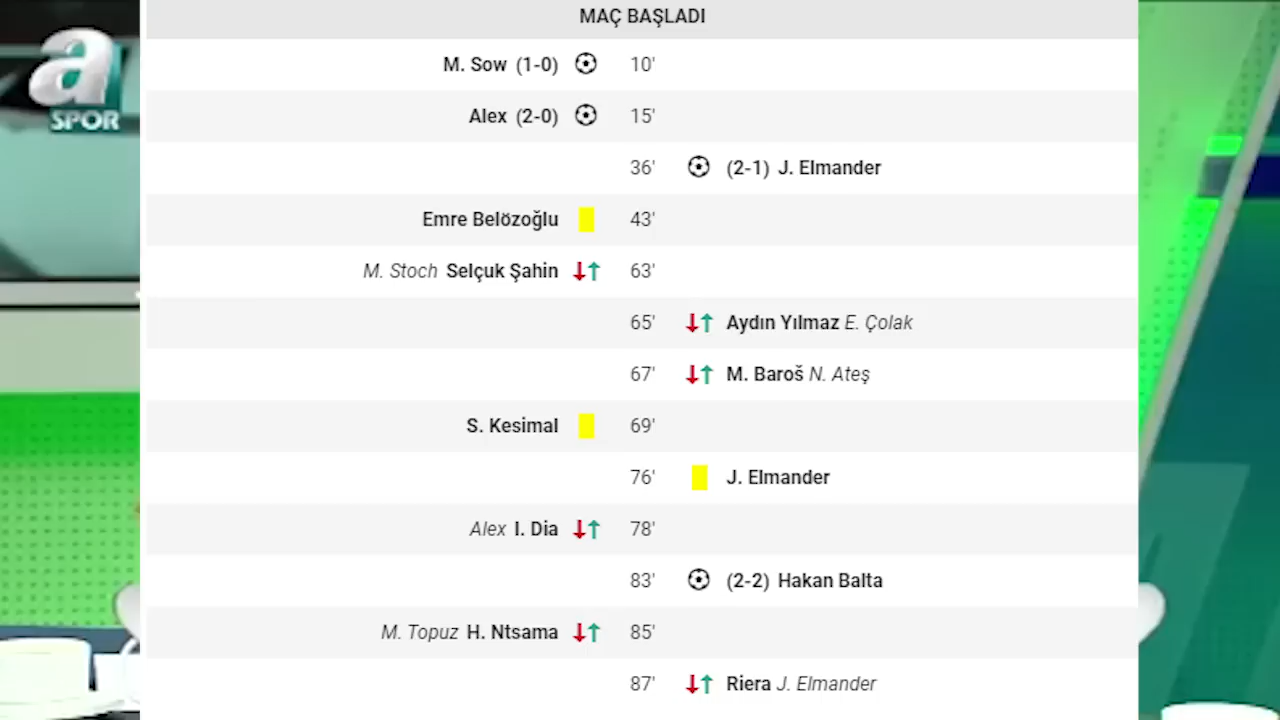 a
SPOR
MAÇ BAŞLADI
M. Sow (1-0) 10'
Alex (2-0) 15'
36' (2-1) J. Elmander
Emre Belözoğlu 43'
M. Stoch Selçuk Şahin 63'
65' Aydın Yılmaz E. Çolak
67' M. Baroš N. Ateş
S. Kesimal 69'
76' J. Elmander
Alex I. Dia 78'
83' (2-2) Hakan Balta
M. Topuz H. Ntsama 85'
87' Riera J. Elmander